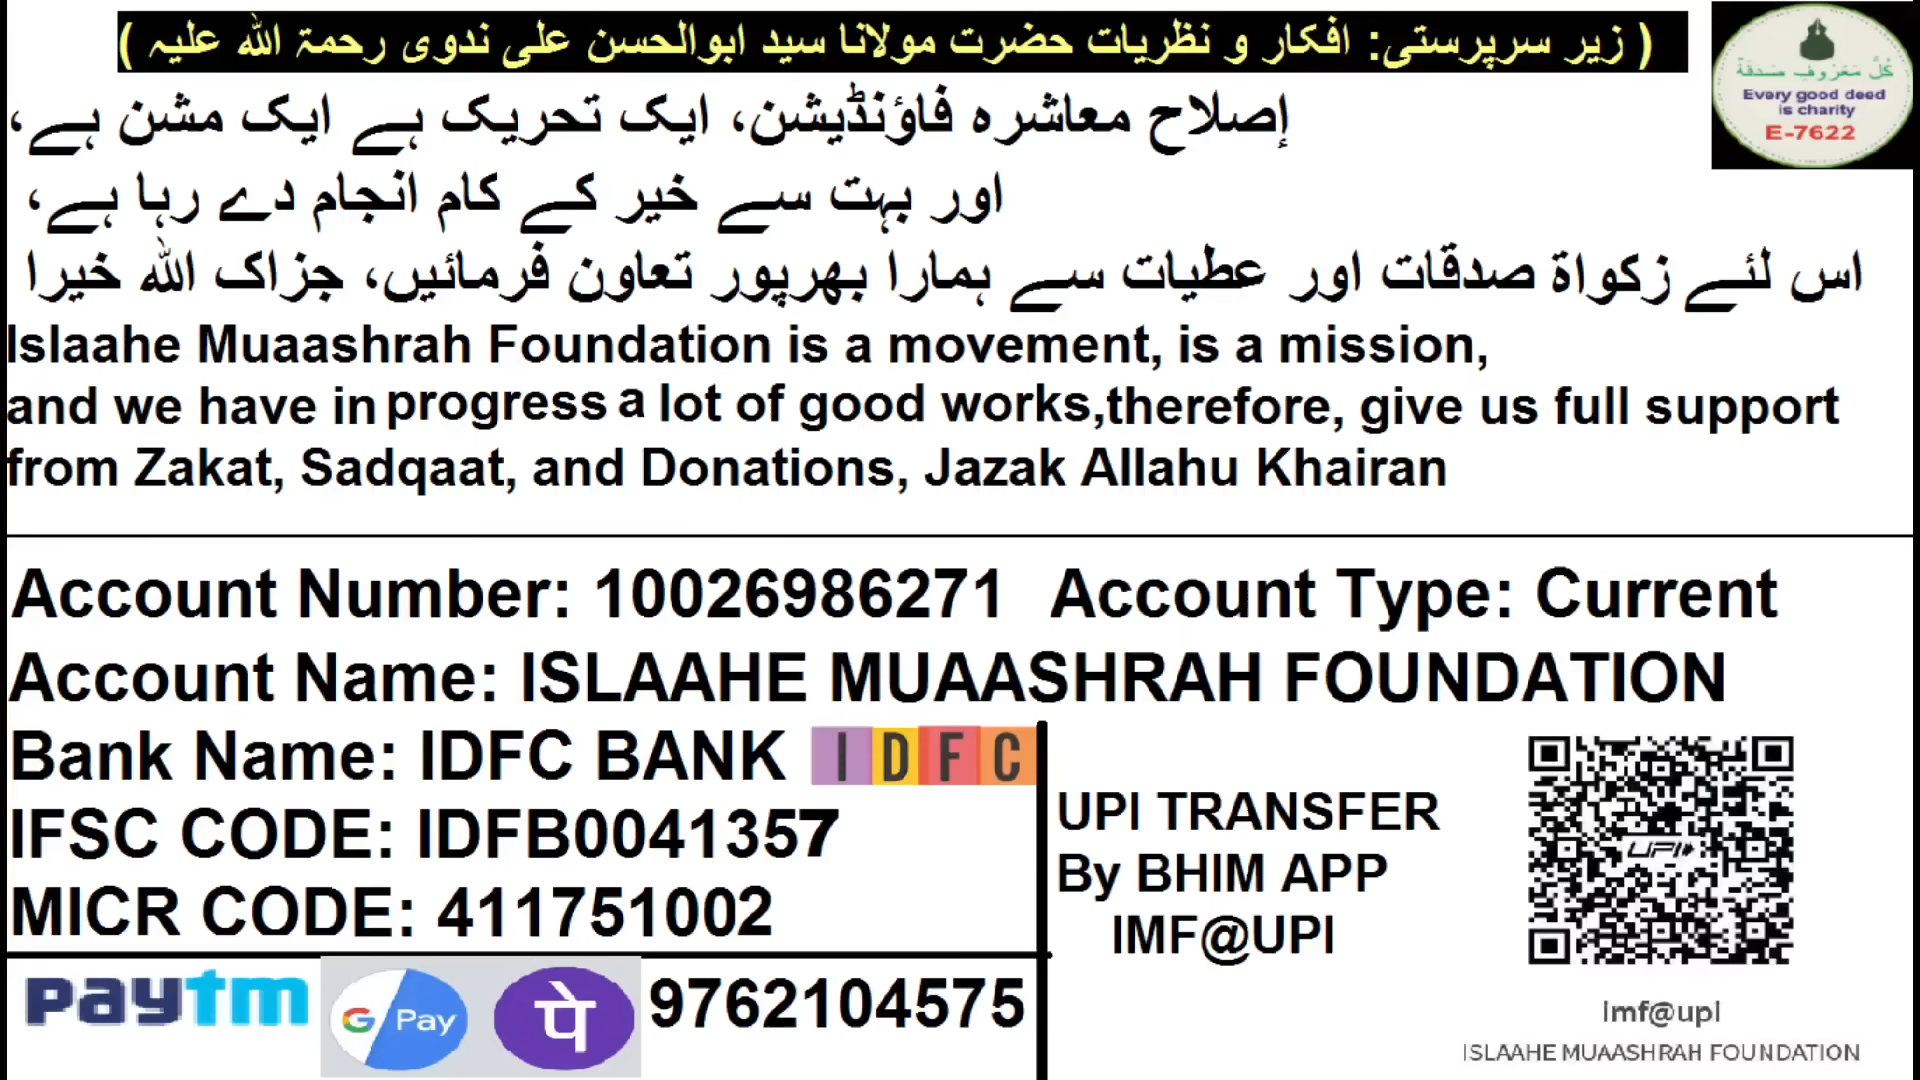 ( زیر سرپرستی: افکار و نظریات حضرت مولانا سید ابوالحسن علی ندوی رحمۃ اللہ علیہ )
كُلُّ مَعْرُوفٍ صَدَقَةٌ
Every good deed
is charity
E-7622
إصلاح معاشرہ فاؤنڈیشن، ایک تحریک ہے ایک مشن ہے،
اور بہت سے خیر کے کام انجام دے رہا ہے،
اس لئے زکواۃ صدقات اور عطیات سے ہمارا بھرپور تعاون فرمائیں، جزاک اللہ خیرا
Islaahe Muaashrah Foundation is a movement, is a mission,
and we have in progress a lot of good works,therefore, give us full support
from Zakat, Sadqaat, and Donations, Jazak Allahu Khairan
Account Number: 10026986271 Account Type: Current
Account Name: ISLAAHE MUAASHRAH FOUNDATION
Bank Name: IDFC BANK IDFC
IFSC CODE: IDFB0041357
MICR CODE: 411751002
UPI TRANSFER
By BHIM APP
IMF@UPI
UPI
imf@upi
ISLAAHE MUAASHRAH FOUNDATION
paytm G Pay पे 9762104575